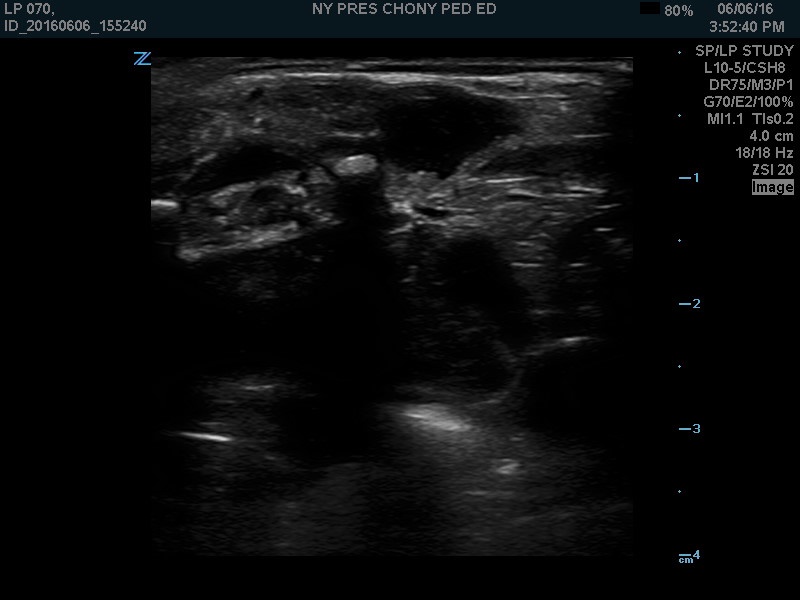 LP 070,
ID_20160606_155240
NY PRES CHONY PED ED
80%
06/06/16
3:52:40 PM
SP/LP STUDY
L10-5/CSH8
DR75/M3/P1
G70/E2/100%
MI1.1 TIs0.2
4.0 cm
18/18 Hz
ZSI 20
Image
Z
1
2
3
4
cm